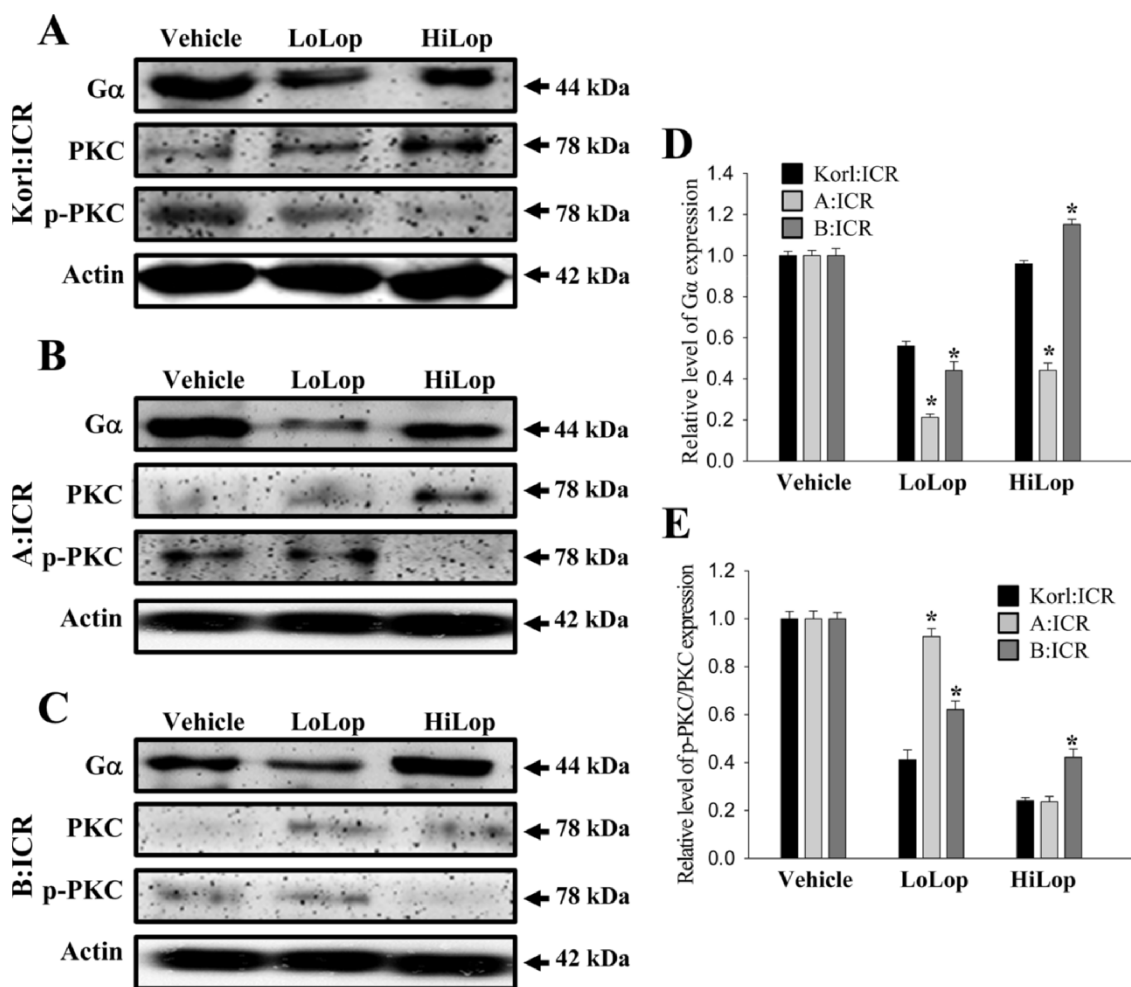 A
Vehicle LoLop HiLop
Korl:ICR
Gα 44 kDa
PKC 78 kDa
p-PKC 78 kDa
Actin 42 kDa
B
Vehicle LoLop HiLop
A:ICR
Gα 44 kDa
PKC 78 kDa
p-PKC 78 kDa
Actin 42 kDa
C
Vehicle LoLop HiLop
B:ICR
Gα 44 kDa
PKC 78 kDa
p-PKC 78 kDa
Actin 42 kDa
D
Relative level of Gα expression
1.4
1.2
1.0
0.8
0.6
0.4
0.2
0.0
Korl:ICR
A:ICR
B:ICR
* * * *
Vehicle LoLop HiLop
E
Relative level of p-PKC/PKC expression
1.2
1.0
0.8
0.6
0.4
0.2
0.0
Korl:ICR
A:ICR
B:ICR
* * *
Vehicle LoLop HiLop